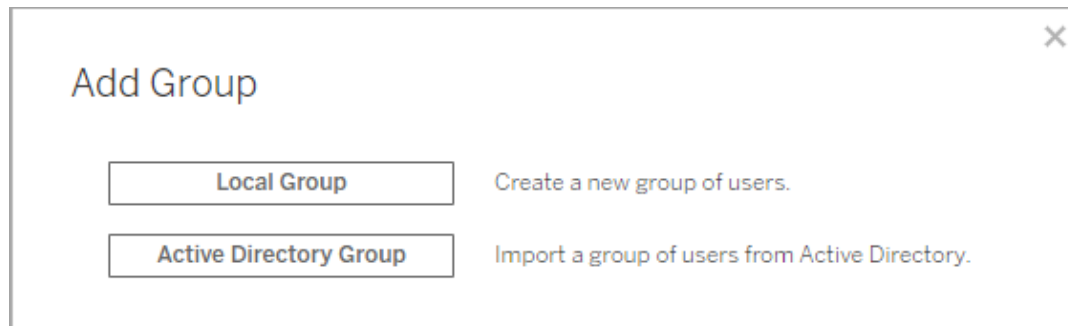 Add Group
Local Group Create a new group of users.
Active Directory Group Import a group of users from Active Directory.